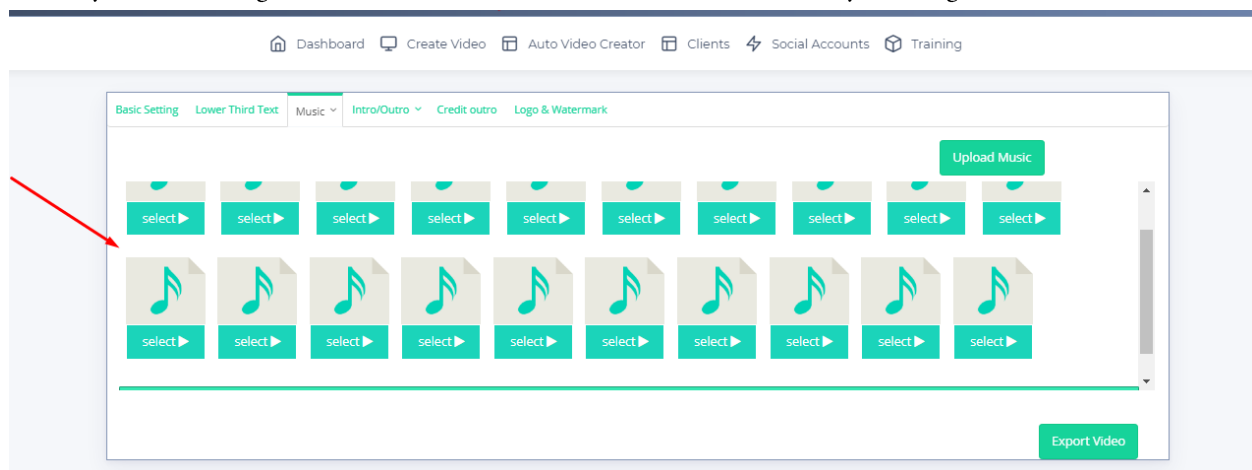 Dashboard Create Video Auto Video Creator Clients Social Accounts Training
Basic Setting Lower Third Text Music Intro/Outro Credit outro Logo & Watermark
Upload Music
select select select select select select select select select select
select select select select select select select select select select
Export Video